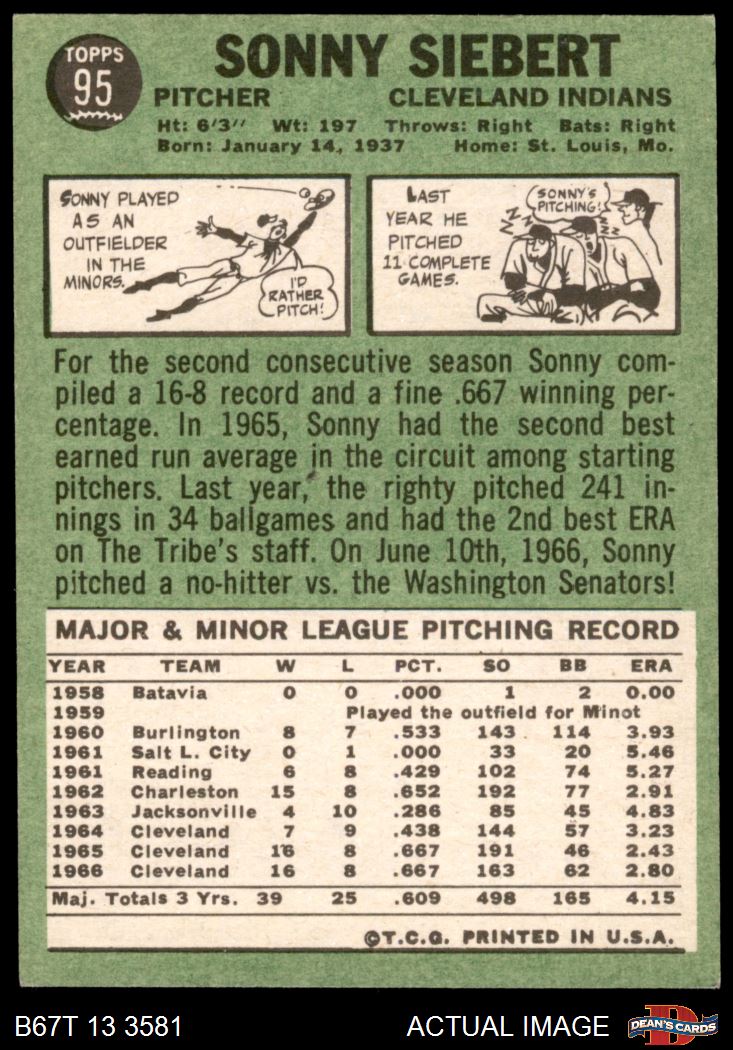 TOPPS
95
SONNY SIEBERT
PITCHER CLEVELAND INDIANS
Ht: 6'3" Wt: 197 Throws: Right Bats: Right
Born: January 14, 1937 Home: St. Louis, Mo.
SONNY PLAYED
AS AN
OUTFIELDER
IN THE
MINORS.
I'D
RATHER
PITCH!
LAST
YEAR HE
PITCHED
11 COMPLETE
GAMES.
SONNY'S
PITCHING!
Z Z Z Z
Z Z Z
For the second consecutive season Sonny com-
piled a 16-8 record and a fine .667 winning per-
centage. In 1965, Sonny had the second best
earned run average in the circuit among starting
pitchers. Last year, the righty pitched 241 in-
nings in 34 ballgames and had the 2nd best ERA
on The Tribe's staff. On June 10th, 1966, Sonny
pitched a no-hitter vs. the Washington Senators!
MAJOR & MINOR LEAGUE PITCHING RECORD
YEAR TEAM W L PCT. SO BB ERA
1958 Batavia 0 0 .000 1 2 0.00
1959 Played the outfield for Minot
1960 Burlington 8 7 .533 143 114 3.93
1961 Salt L. City 0 1 .000 33 20 5.46
1961 Reading 6 8 .429 102 74 5.27
1962 Charleston 15 8 .652 192 77 2.91
1963 Jacksonville 4 10 .286 85 45 4.83
1964 Cleveland 7 9 .438 144 57 3.23
1965 Cleveland 16 8 .667 191 46 2.43
1966 Cleveland 16 8 .667 163 62 2.80
Maj. Totals 3 Yrs. 39 25 .609 498 165 4.15
©T.C.G. PRINTED IN U.S.A.
B67T 13 3581 ACTUAL IMAGE DEAN'S CARDS